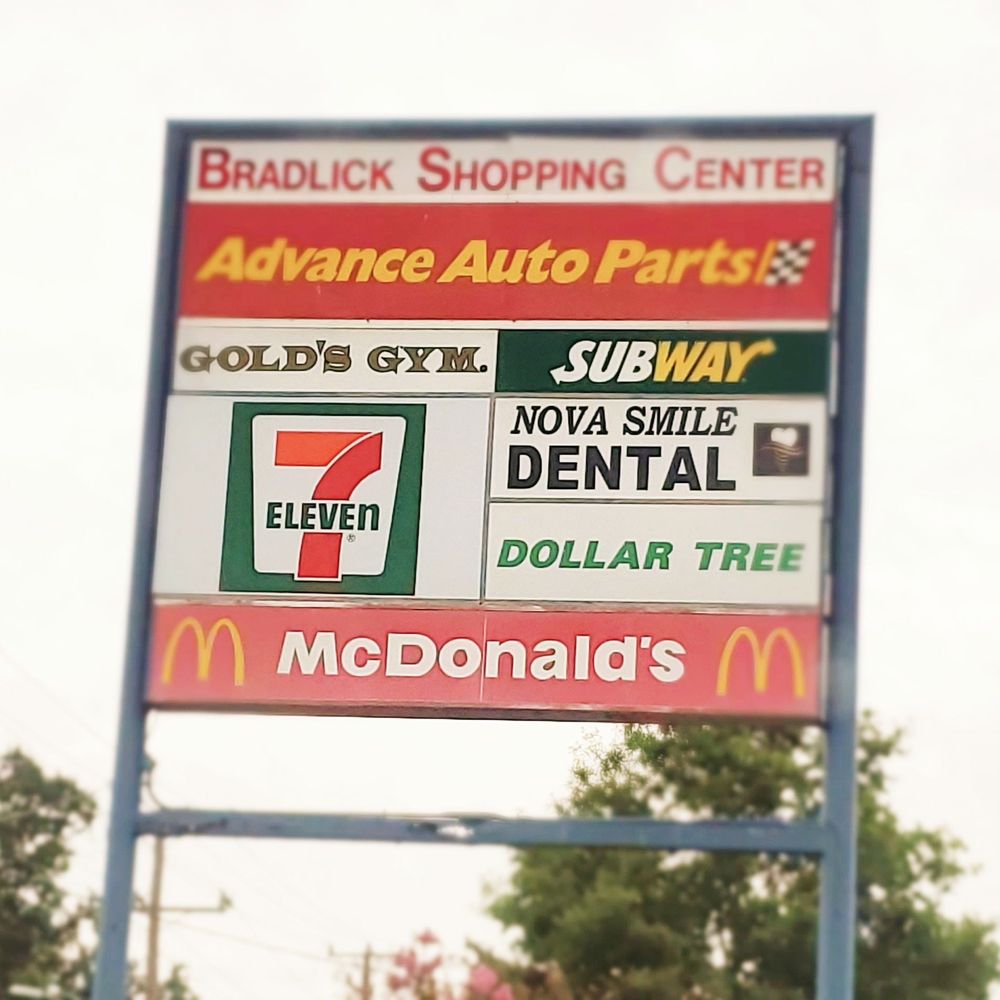 BRADLICK SHOPPING CENTER
Advance Auto Parts
GOLD'S GYM.
SUBWAY
7
ELEVEn
®
NOVA SMILE
DENTAL
DOLLAR TREE
McDonald's